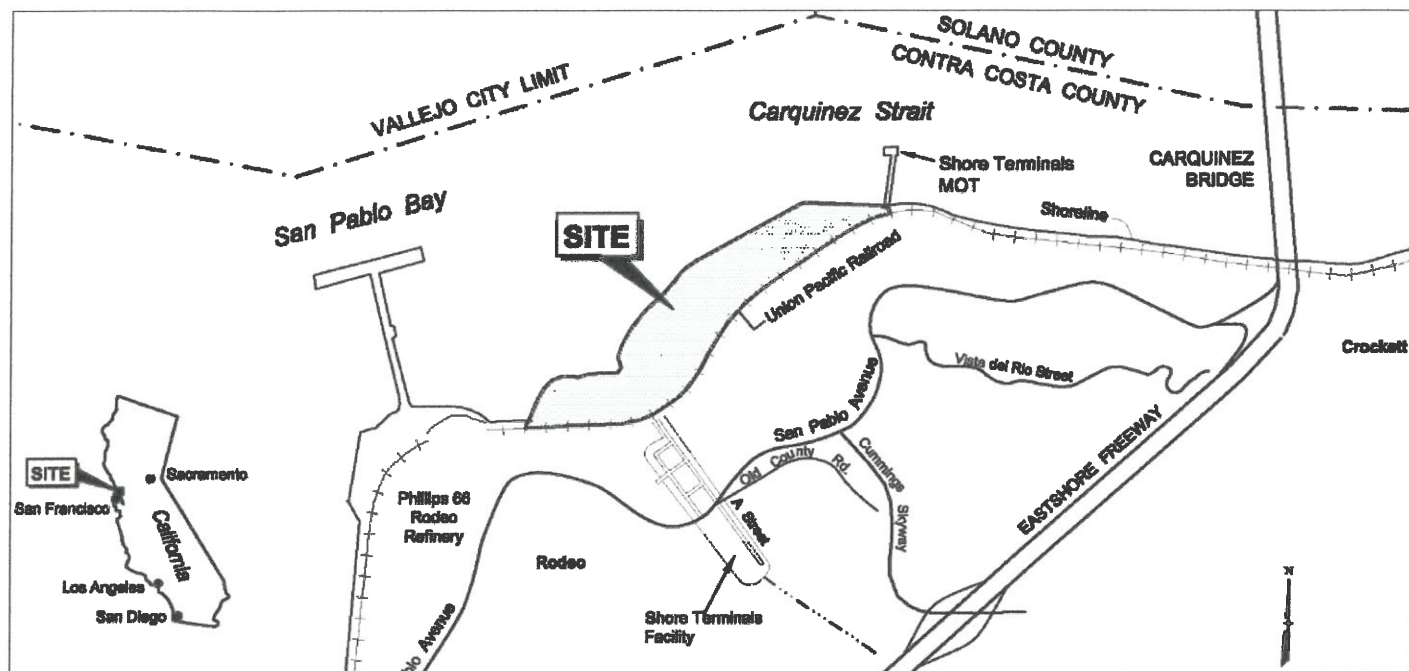 SOLANO COUNTY
CONTRA COSTA COUNTY
VALLEJO CITY LIMIT
Carquinez Strait
Shore Terminals
MOT
CARQUINEZ
BRIDGE
San Pablo Bay
SITE
Shoreline
Union Pacific Railroad
Crockett
Vista del Rio Street
San Pablo Avenue
Old County Rd.
Cummings Skyway
EASTSHORE FREEWAY
SITE
Sacramento
San Francisco
California
Los Angeles
San Diego
Phillips 66
Rodeo
Refinery
Rodeo
A Street
Shore Terminals
Facility
Avenue
N